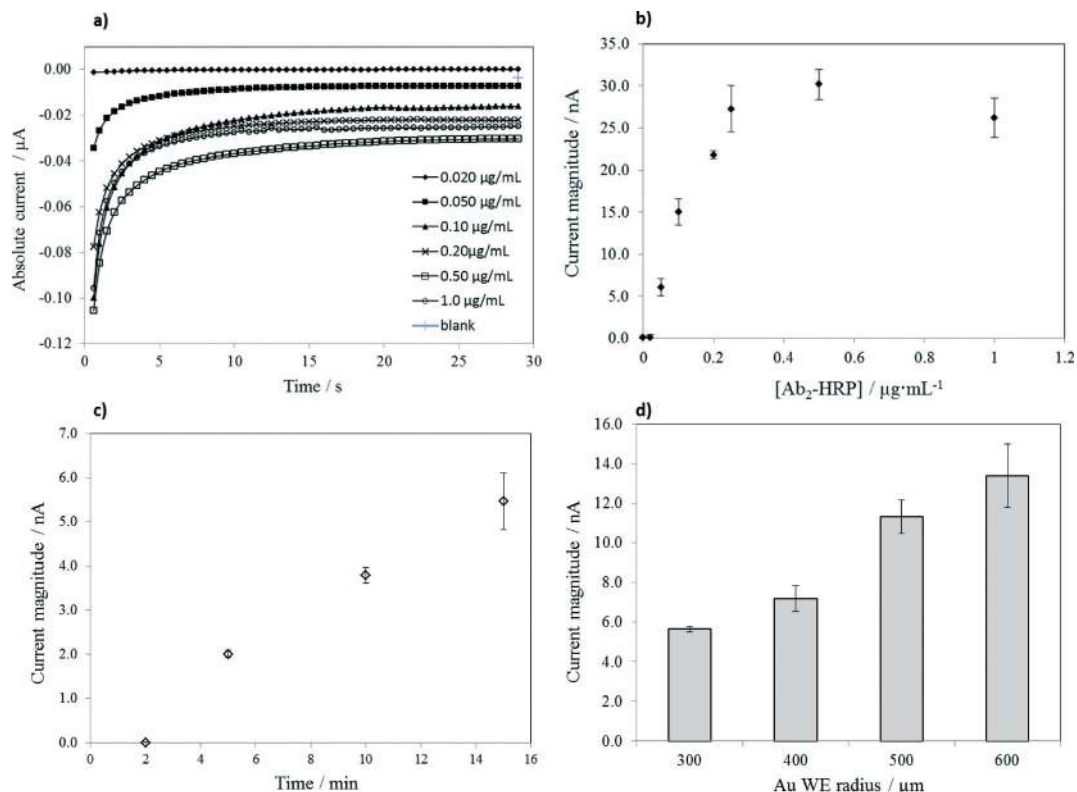 a)
0.00
-0.02
-0.04
-0.06
-0.08
-0.10
-0.12
Absolute current / µA
0.020 µg/mL
0.050 µg/mL
0.10 µg/mL
0.20µg/mL
0.50 µg/mL
1.0 µg/mL
blank
0 5 10 15 20 25 30
Time / s
b)
35.0
30.0
25.0
20.0
15.0
10.0
5.0
0.0
Current magnitude / nA
0 0.2 0.4 0.6 0.8 1 1.2
[Ab₂-HRP] / µg·mL⁻¹
c)
7.0
6.0
5.0
4.0
3.0
2.0
1.0
0.0
Current magnitude / nA
0 2 4 6 8 10 12 14 16
Time / min
d)
16.0
14.0
12.0
10.0
8.0
6.0
4.0
2.0
0.0
Current magnitude / nA
300 400 500 600
Au WE radius / µm